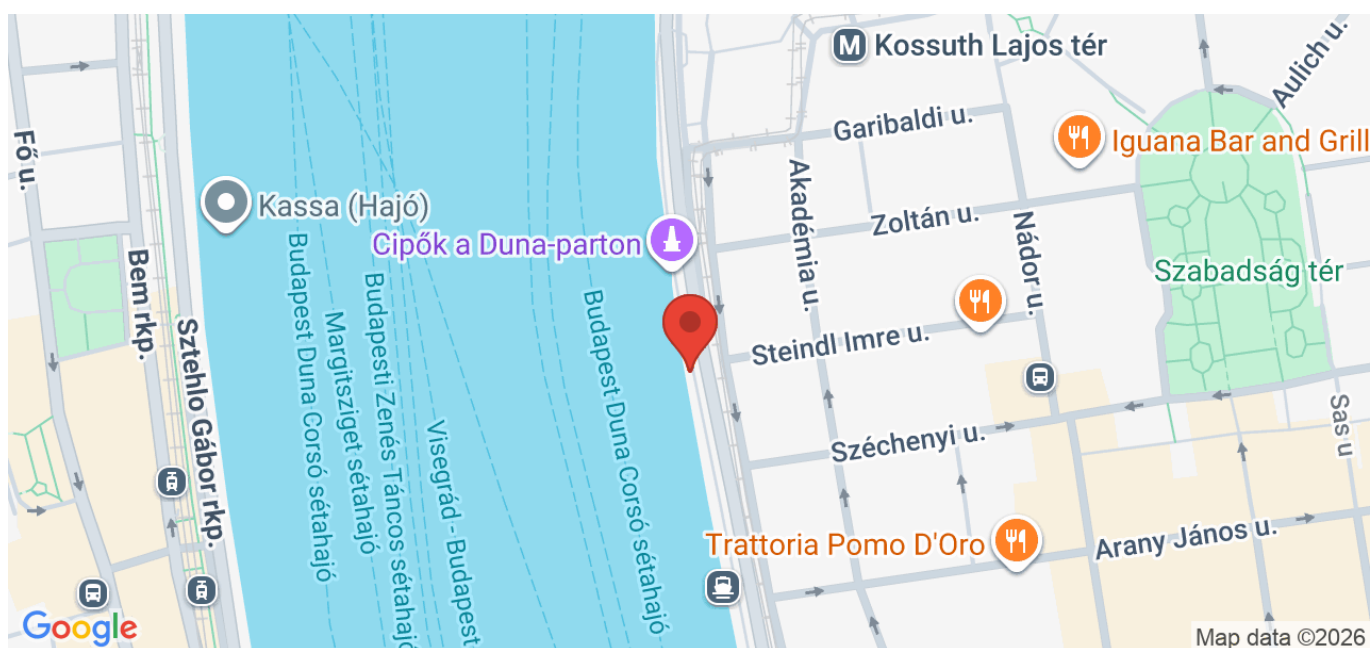 M Kossuth Lajos tér
Aulich u.
Garibaldi u.
Iguana Bar and Grill
Fő u.
Kassa (Hajó)
Akadémia u.
Zoltán u.
Nádor u.
Cipők a Duna-parton
Szabadság tér
Bem rkp.
Steindl Imre u.
Sztehlo Gábor rkp.
Budapest Duna Corsó sétahajó
Margitsziget sétahajó
Budapesti Zenés Táncos sétahajó
Visegrád - Budapest
Budapest Duna Corsó sétahajó
Széchenyi u.
Sas u
Trattoria Pomo D'Oro
Arany János u.
Google
Map data ©2026